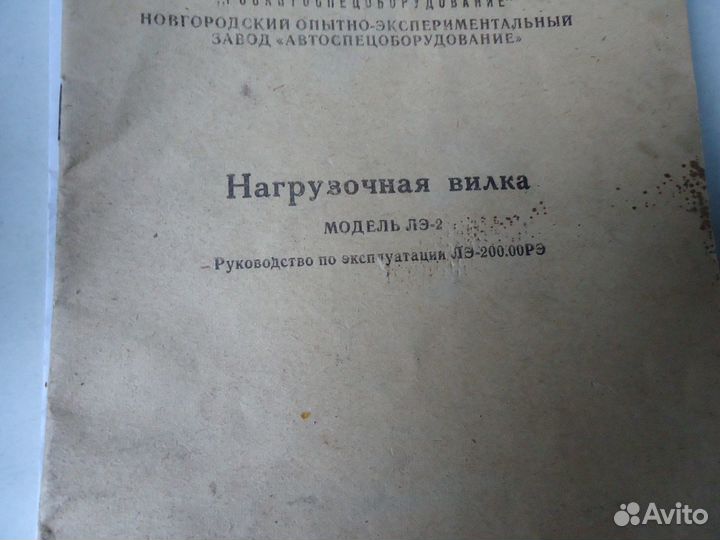 НОВГОРОДСКИЙ ОПЫТНО-ЭКСПЕРИМЕНТАЛЬНЫЙ
ЗАВОД «АВТОСПЕЦОБОРУДОВАНИЕ»
Нагрузочная вилка
МОДЕЛЬ ЛЭ-2
Руководство по эксплуатации ЛЭ-200.00РЭ
Avito